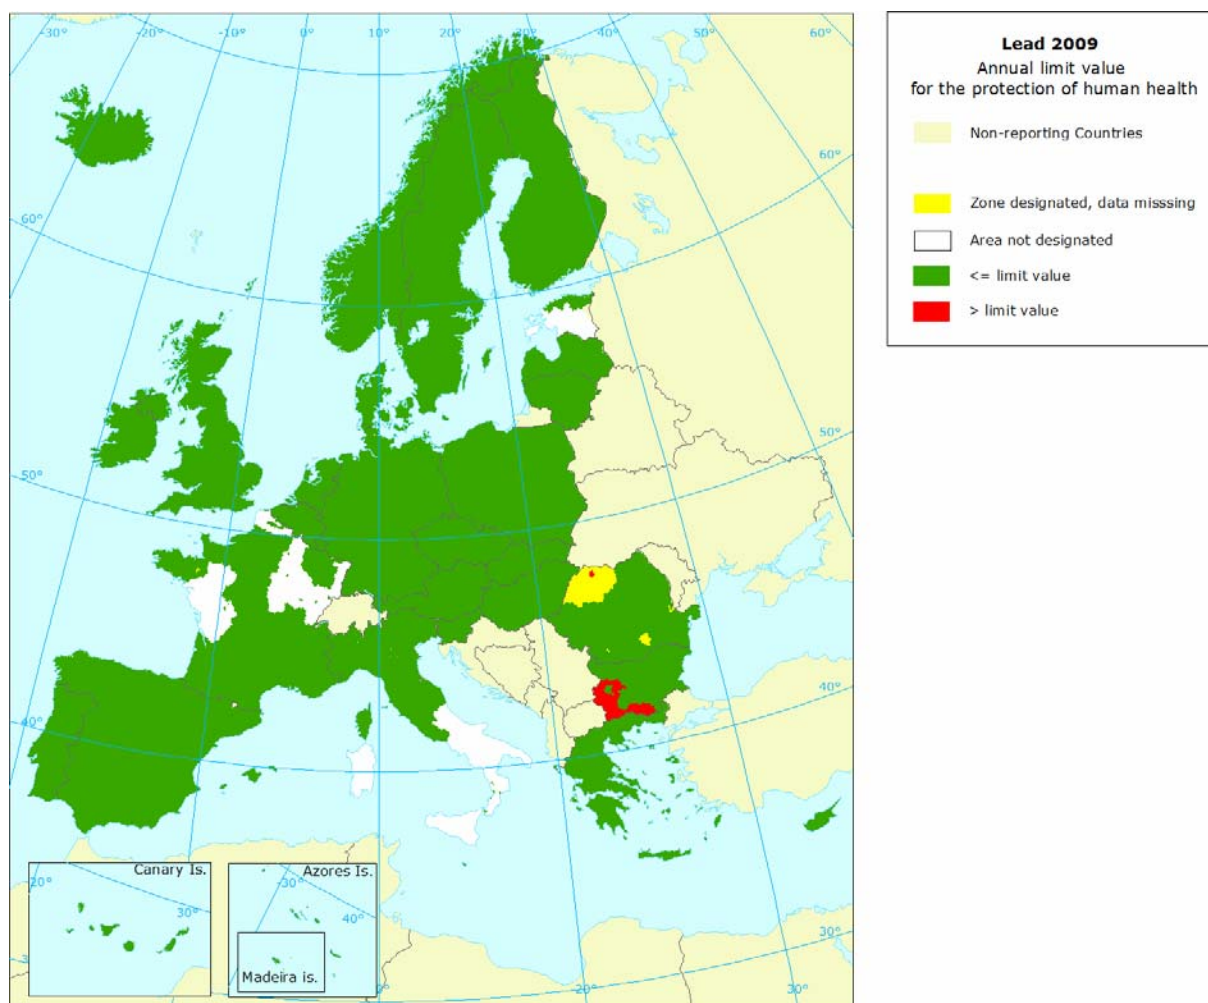 -30°
-20°
-10°
0°
10°
20°
30°
40°
50°
60°
60°
60°
50°
50°
40°
40°
30°
30°
20°
10°
0°
Canary Is.
20°
30°
Azores Is.
-30°
40°
Madeira is.
Lead 2009
Annual limit value
for the protection of human health
Non-reporting Countries
Zone designated, data misssing
Area not designated
<= limit value
> limit value